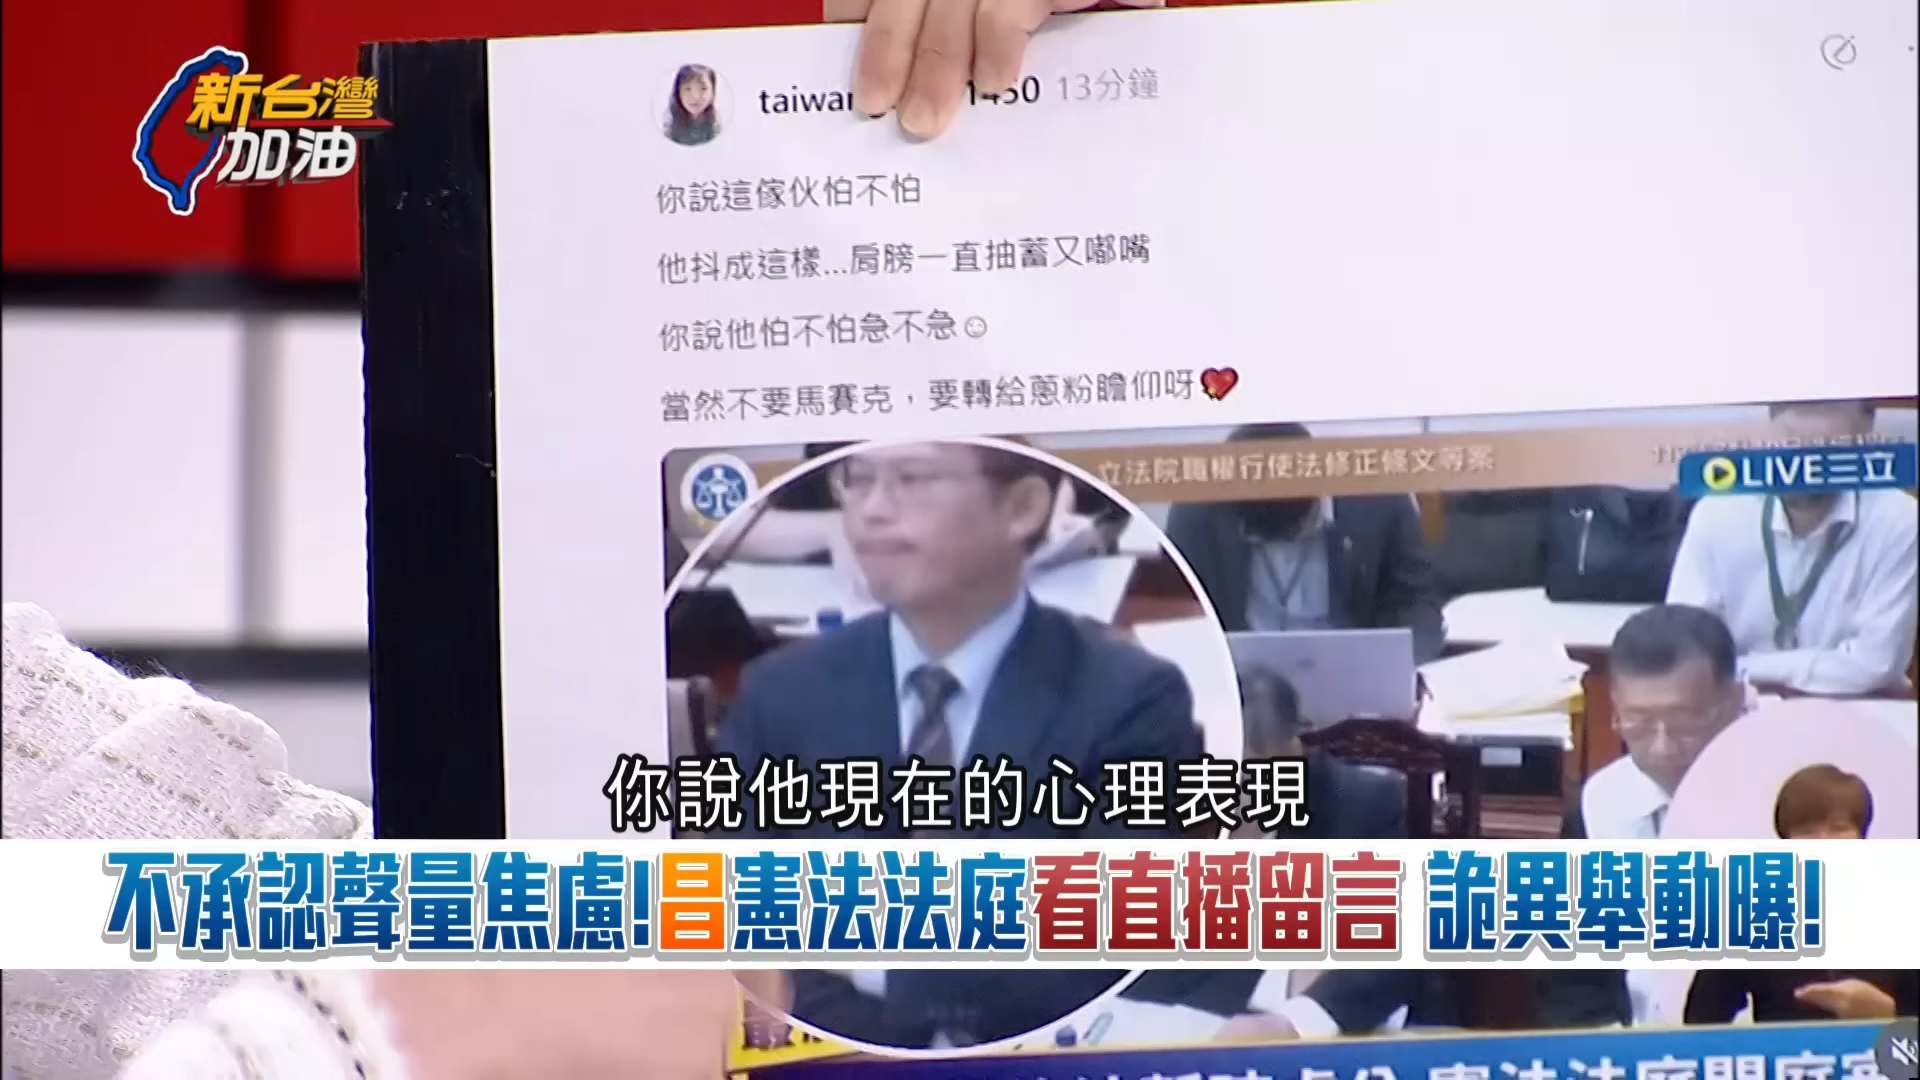 新台灣
加油
13分鐘
你說這傢伙怕不怕
他抖成這樣...肩膀一直抽蓄又嘟嘴
你說他怕不怕急不急☺
當然不要馬賽克，要轉給蔥粉瞻仰呀❤
立法院職權行使法修正條文等案
LIVE三立
你說他現在的心理表現
不承認聲量焦慮!昌憲法法庭看直播留言 詭異舉動曝!